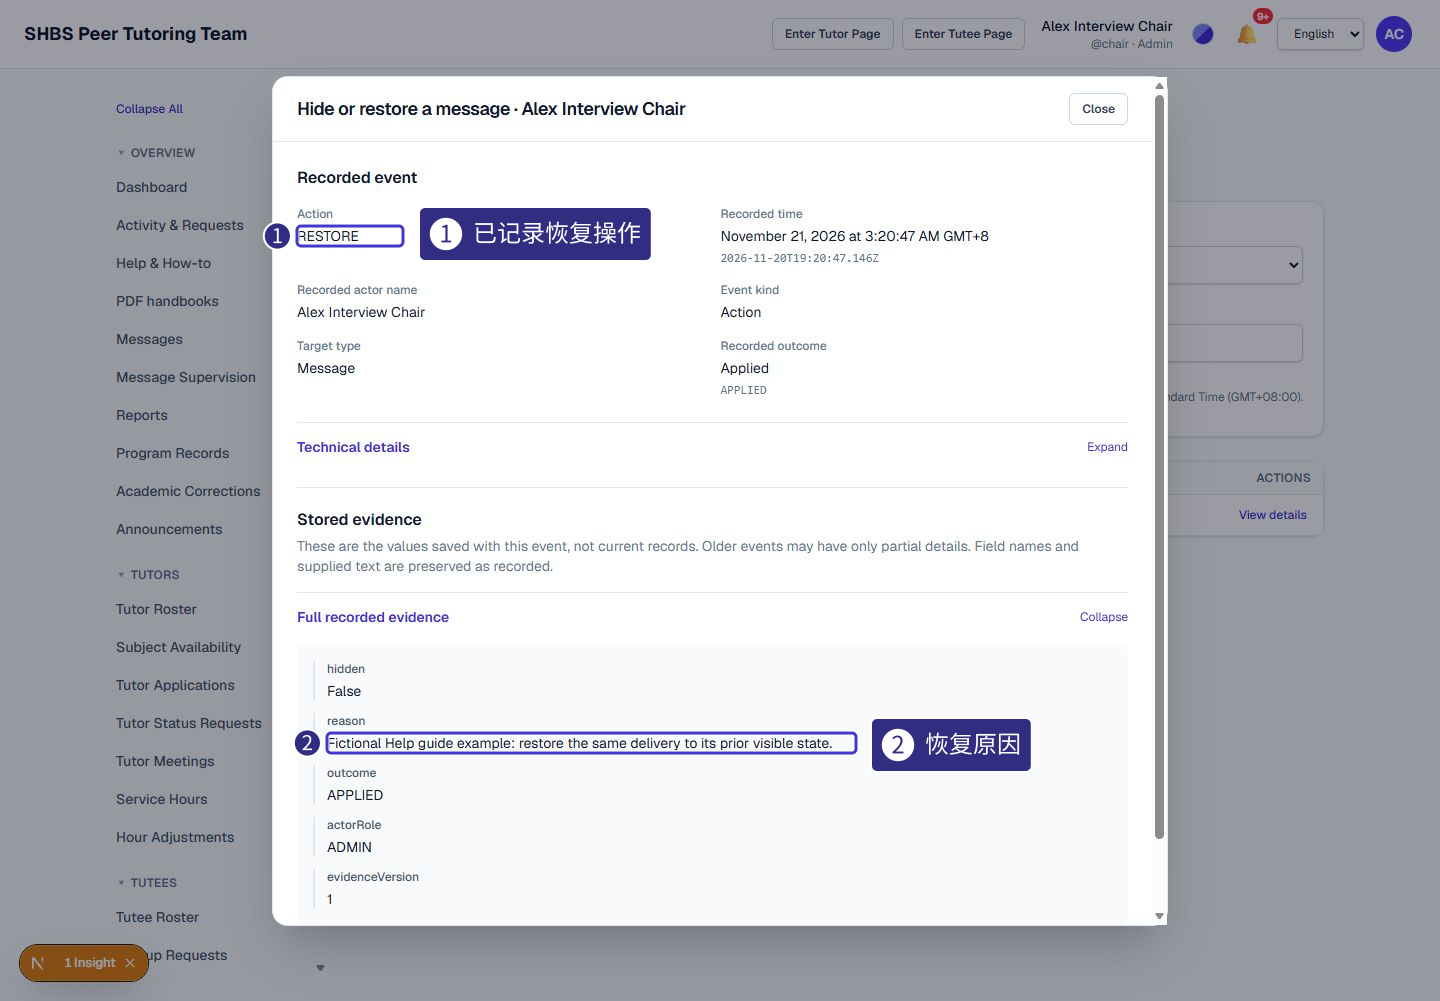 SHBS Peer Tutoring Team
Enter Tutor Page
Enter Tutee Page
Alex Interview Chair
@chair · Admin
9+
English
AC
Collapse All
OVERVIEW
Dashboard
Activity & Requests
Help & How-to
PDF handbooks
Messages
Message Supervision
Reports
Program Records
Academic Corrections
Announcements
TUTORS
Tutor Roster
Subject Availability
Tutor Applications
Tutor Status Requests
Tutor Meetings
Service Hours
Hour Adjustments
TUTEES
Tutee Roster
up Requests
N 1 Insight
Hide or restore a message · Alex Interview Chair
Close
Recorded event
Action
1 RESTORE
1 已记录恢复操作
Recorded time
November 21, 2026 at 3:20:47 AM GMT+8
2026-11-20T19:20:47.146Z
Recorded actor name
Alex Interview Chair
Event kind
Action
Target type
Message
Recorded outcome
Applied
APPLIED
Technical details
Expand
Stored evidence
These are the values saved with this event, not current records. Older events may have only partial details. Field names and
supplied text are preserved as recorded.
Full recorded evidence
Collapse
hidden
False
reason
2 Fictional Help guide example: restore the same delivery to its prior visible state.
2 恢复原因
outcome
APPLIED
actorRole
ADMIN
evidenceVersion
1
Time (GMT+08:00).
ACTIONS
View details